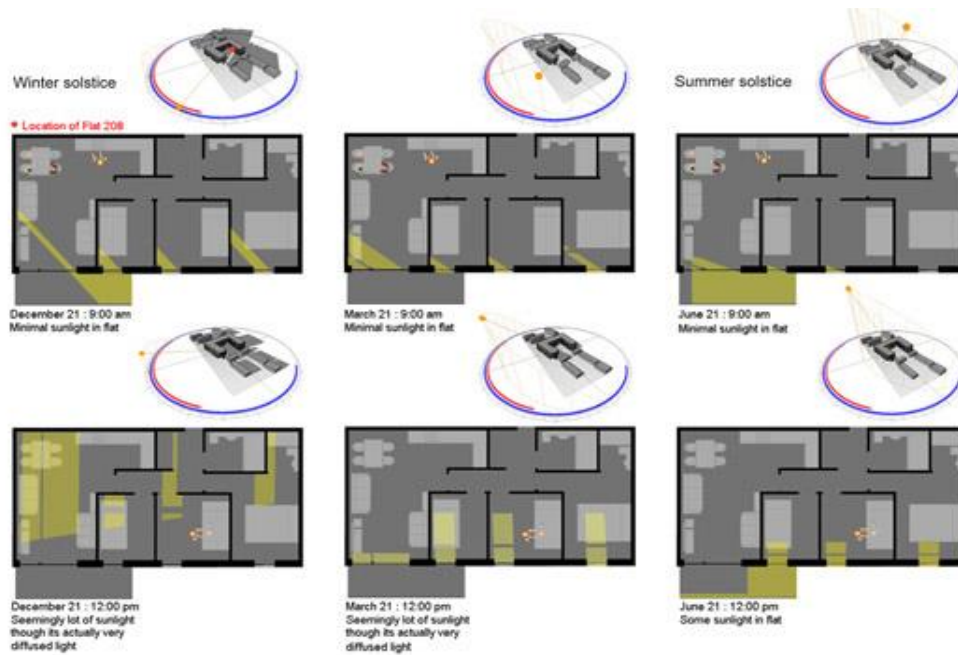 Winter solstice
Summer solstice
* Location of Flat 208
December 21 : 9:00 am
Minimal sunlight in flat
March 21 : 9:00 am
Minimal sunlight in flat
June 21 : 9:00 am
Minimal sunlight in flat
December 21 : 12:00 pm
Seemingly lot of sunlight
though its actually very
diffused light
March 21 : 12:00 pm
Seemingly lot of sunlight
though its actually very
diffused light
June 21 : 12:00 pm
Some sunlight in flat